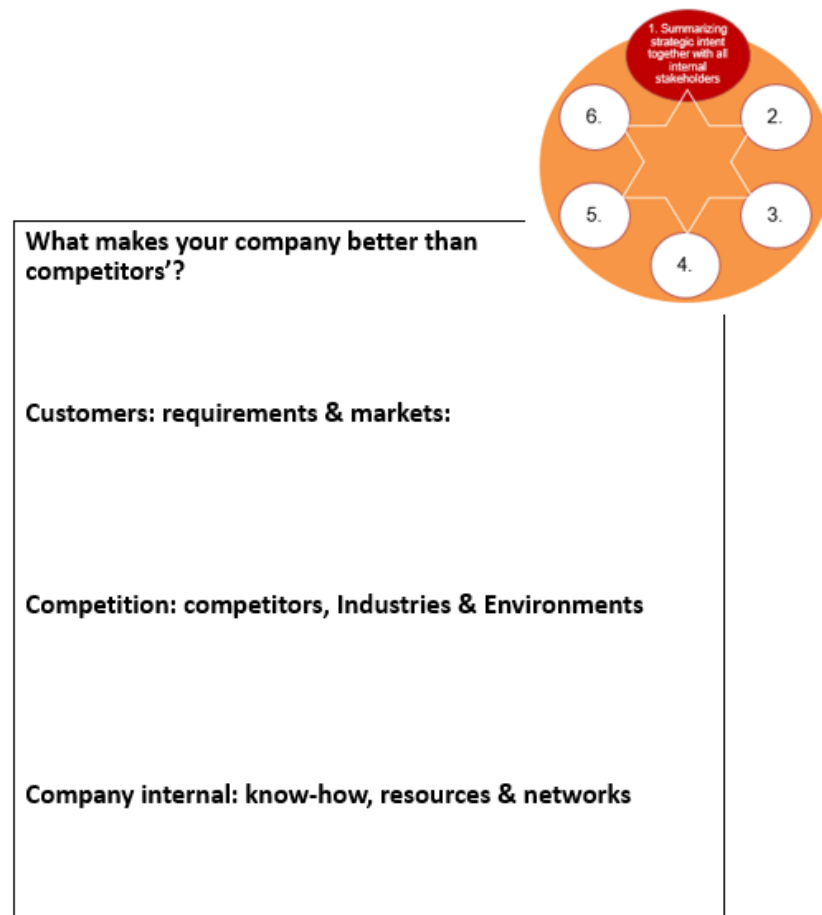 1. Summarizing
strategic intent
together with all
internal
stakeholders
6.
2.
5.
3.
4.
What makes your company better than
competitors’?
Customers: requirements & markets:
Competition: competitors, Industries & Environments
Company internal: know-how, resources & networks